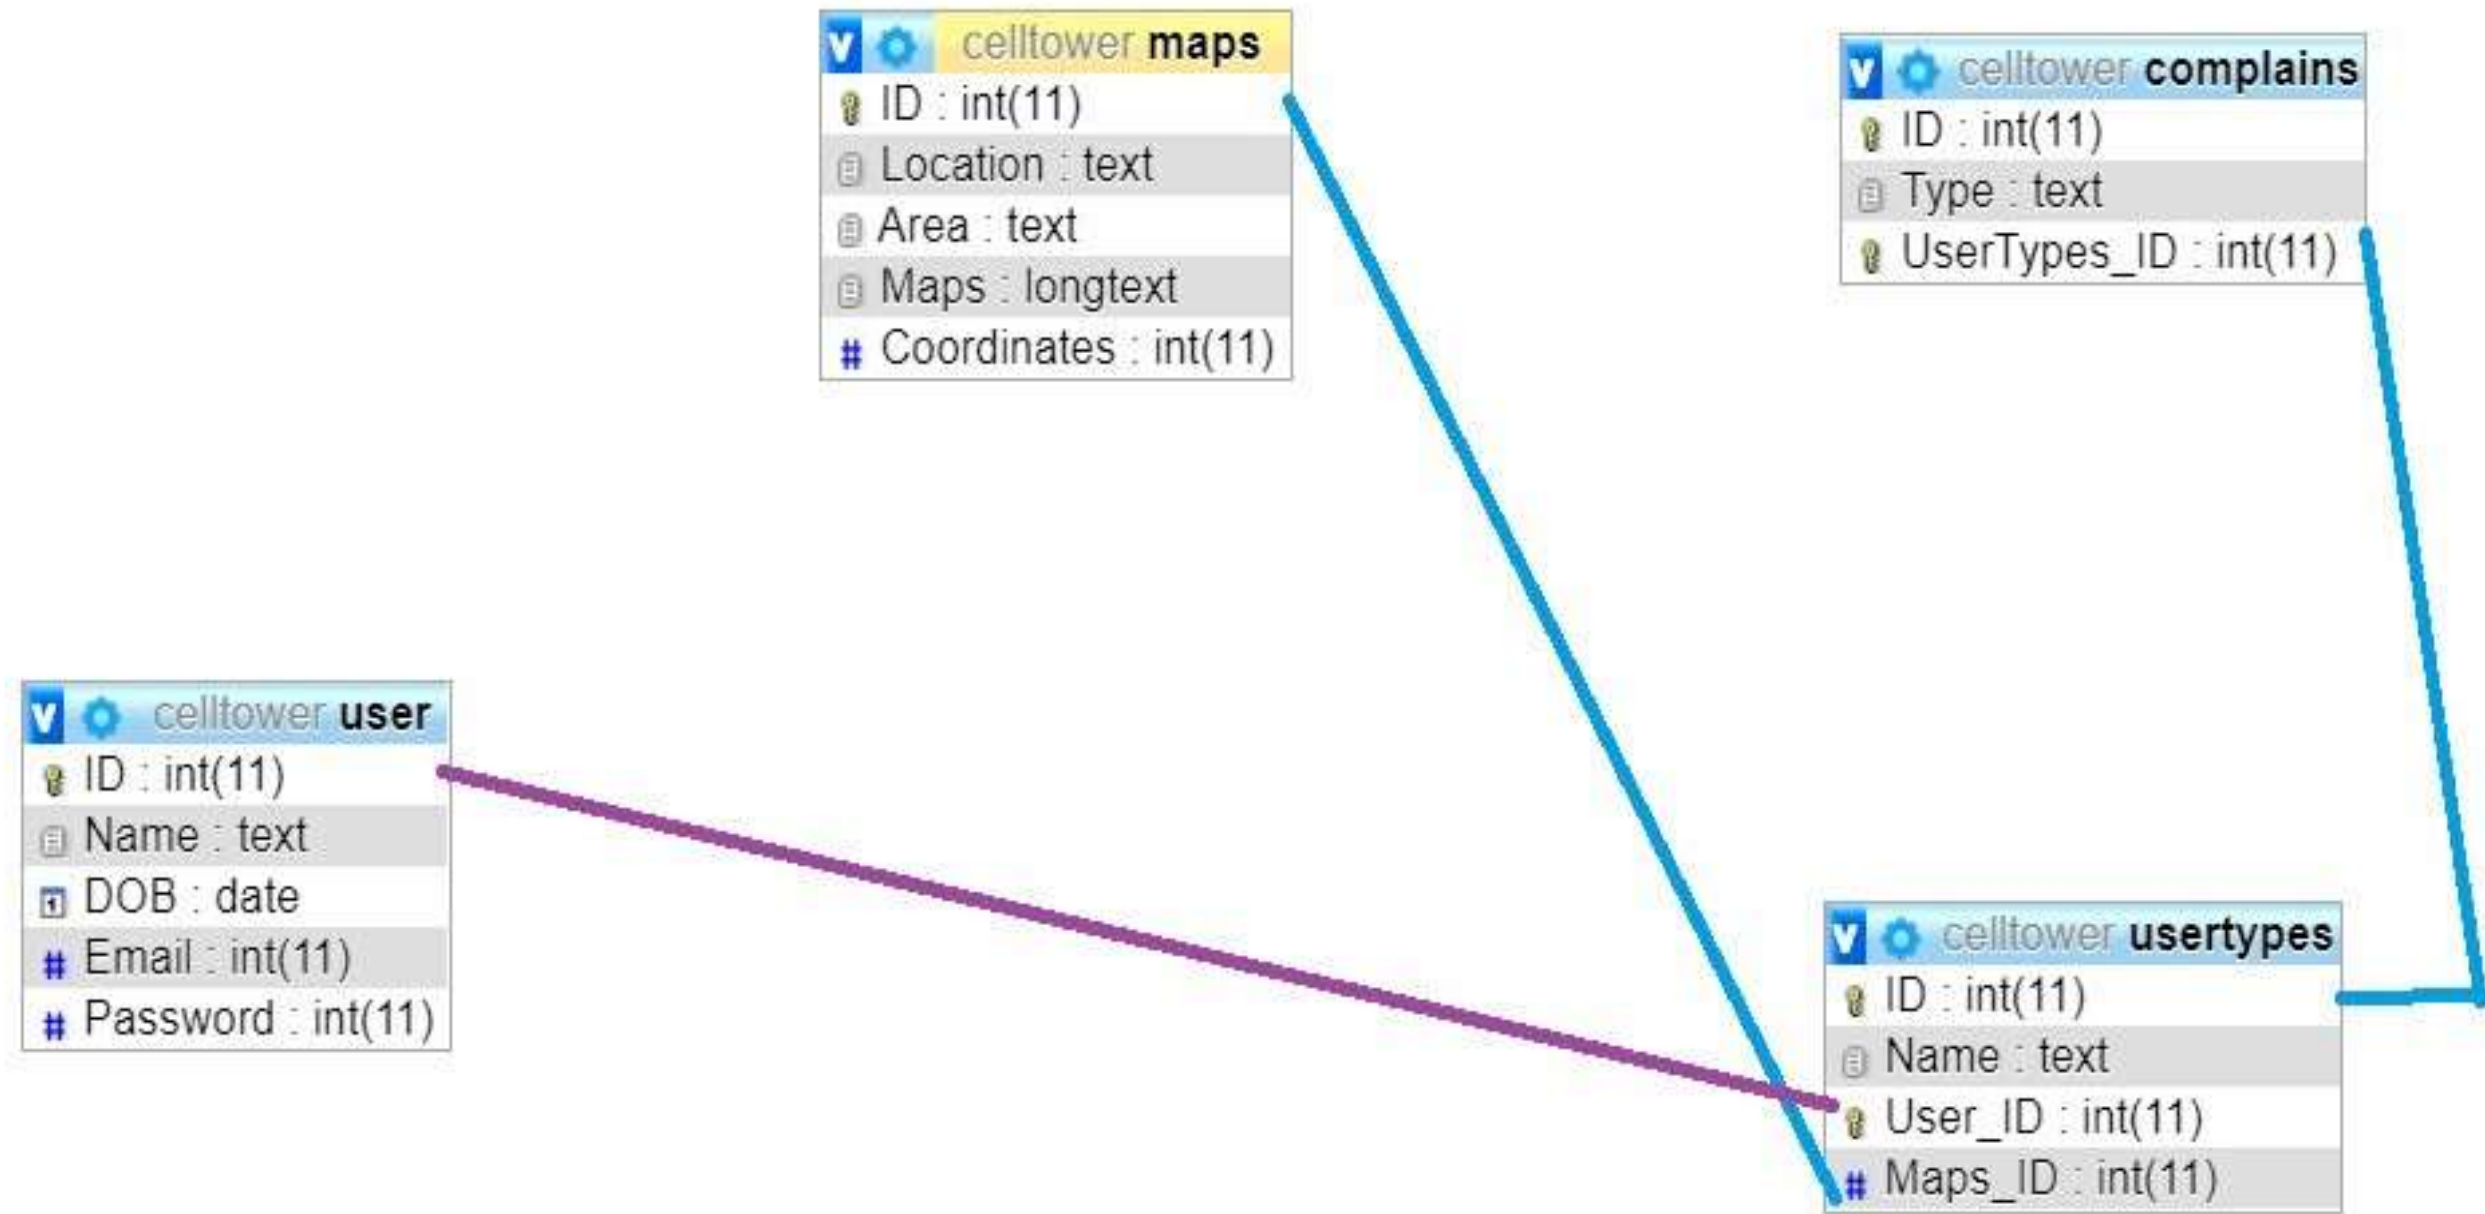 celltower maps
ID : int(11)
Location : text
Area : text
Maps : longtext
Coordinates : int(11)
celltower complains
ID : int(11)
Type : text
UserTypes_ID : int(11)
celltower user
ID : int(11)
Name : text
DOB : date
Email : int(11)
Password : int(11)
celltower usertypes
ID : int(11)
Name : text
User_ID : int(11)
Maps_ID : int(11)